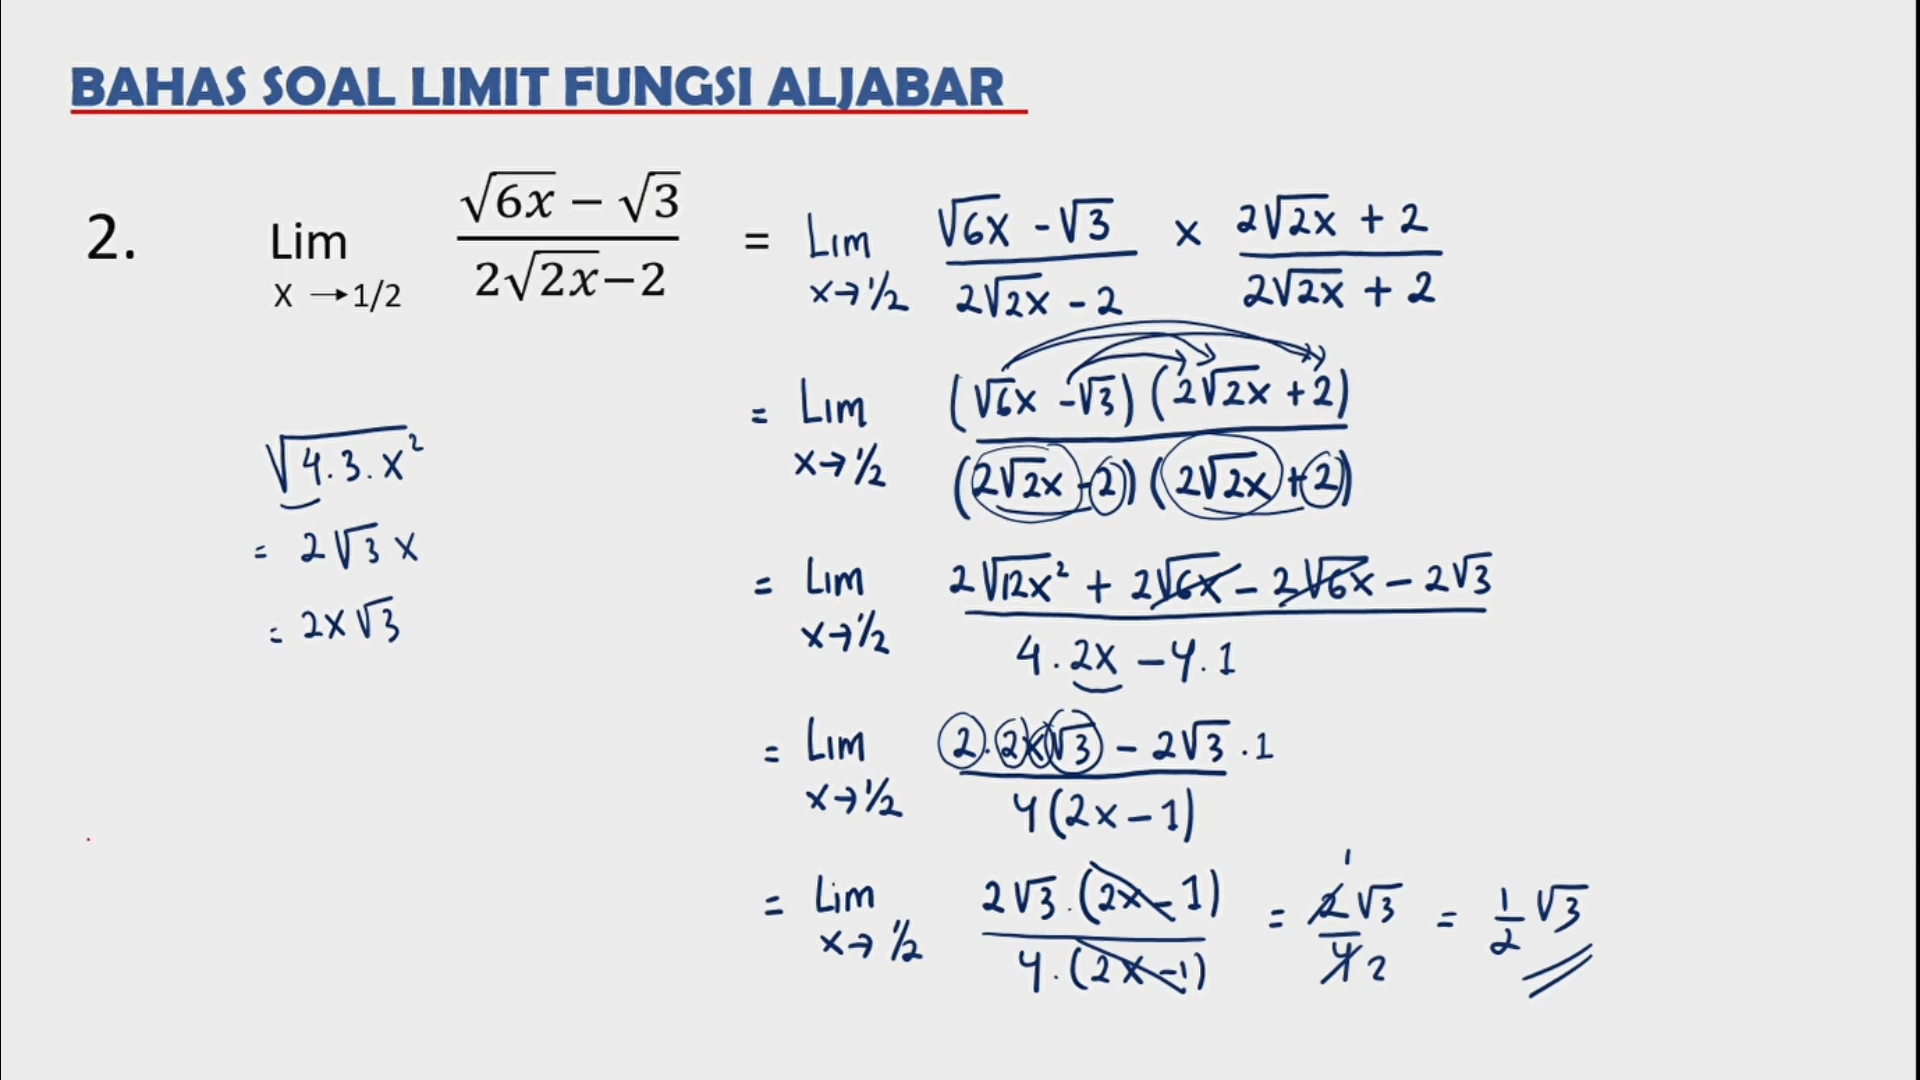 BAHAS SOAL LIMIT FUNGSI ALJABAR
2. Lim X →1/2 (√6x − √3)/(2√2x−2) = Lim x→1/2 (√6x - √3)/(2√2x - 2) × (2√2x + 2)/(2√2x + 2)
= Lim x→1/2 (√6x - √3)(2√2x + 2)/(2√2x - 2)(2√2x + 2)
√4.3.x²
= 2√3 x
= 2x√3
= Lim x→1/2 (2√12x² + 2√6x - 2√6x - 2√3)/(4.2x - 4.1)
= Lim x→1/2 (2.2x√3 - 2√3 .1)/(4(2x-1))
= Lim x→1/2 (2√3.(2x-1))/(4.(2x-1)) = 2 1 √3/4 2 = 1/2 √3